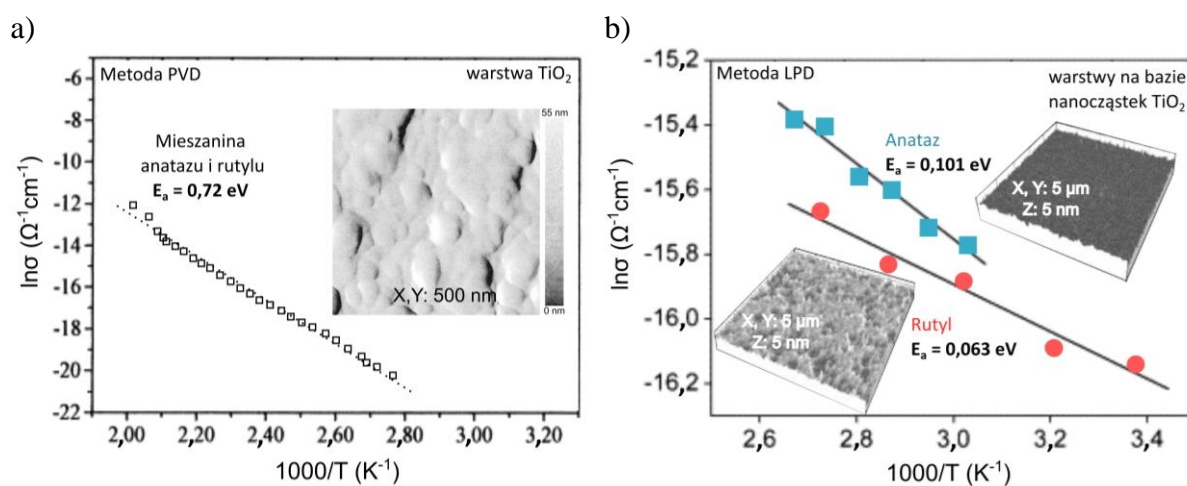 a)
Metoda PVD
warstwa TiO₂
Mieszanina
anatazu i rutylu
Eₐ = 0,72 eV
55 nm
0 nm
X,Y: 500 nm
lnσ (Ω⁻¹cm⁻¹)
-6
-8
-10
-12
-14
-16
-18
-20
-22
2,00 2,20 2,40 2,60 2,80 3,00 3,20
1000/T (K⁻¹)
b)
Metoda LPD
warstwy na bazie
nanocząstek TiO₂
Anataz
Eₐ = 0,101 eV
X, Y: 5 µm
Z: 5 nm
X, Y: 5 µm
Z: 5 nm
Rutyl
Eₐ = 0,063 eV
lnσ (Ω⁻¹cm⁻¹)
-15,2
-15,4
-15,6
-15,8
-16,0
-16,2
2,6 2,8 3,0 3,2 3,4
1000/T (K⁻¹)